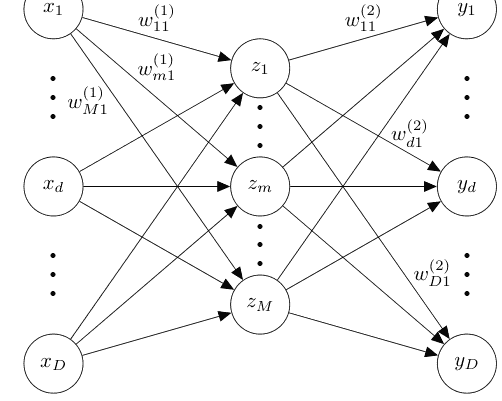 x_1 w_{11}^{(1)} w_{11}^{(2)} y_1
z_1
w_{m1}^{(1)}
w_{M1}^{(1)}
w_{d1}^{(2)}
x_d z_m y_d
w_{D1}^{(2)}
z_M
x_D y_D